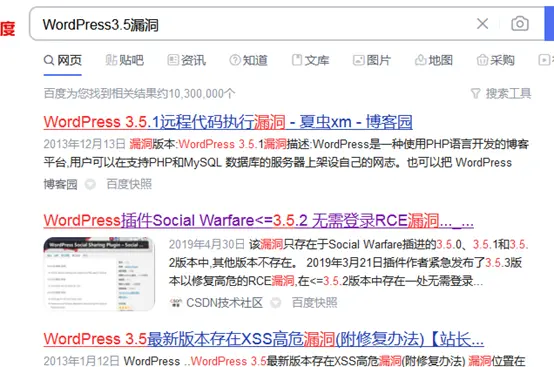 度 WordPress3.5漏洞
网页 贴吧 资讯 知道 文库 图片 地图 采购
百度为您找到相关结果约10,300,000个 搜索工具
WordPress 3.5.1远程代码执行漏洞 - 夏虫xm - 博客园
2013年12月13日 漏洞版本:WordPress 3.5.1漏洞描述:WordPress是一种使用PHP语言开发的博客
平台,用户可以在支持PHP和MySQL 数据库的服务器上架设自己的网志。也可以把 WordPress
博客园 百度快照
WordPress插件Social Warfare<=3.5.2 无需登录RCE漏洞..._...
WordPress Social Sharing Plugin – Social ...
2019年4月30日 该漏洞只存在于Social Warfare插进的3.5.0、3.5.1和3.5.
2版本中,其他版本不存在。 2019年3月21日插件作者紧急发布了3.5.3版
本以修复高危的RCE漏洞,在<=3.5.2版本中存在一处无需登录...
CSDN技术社区 百度快照
WordPress 3.5最新版本存在XSS高危漏洞(附修复办法)【站长...
2013年1月12日 WordPress ..WordPress 3.5最新版本存在XSS高危漏洞(附修复办法) 漏洞位置在